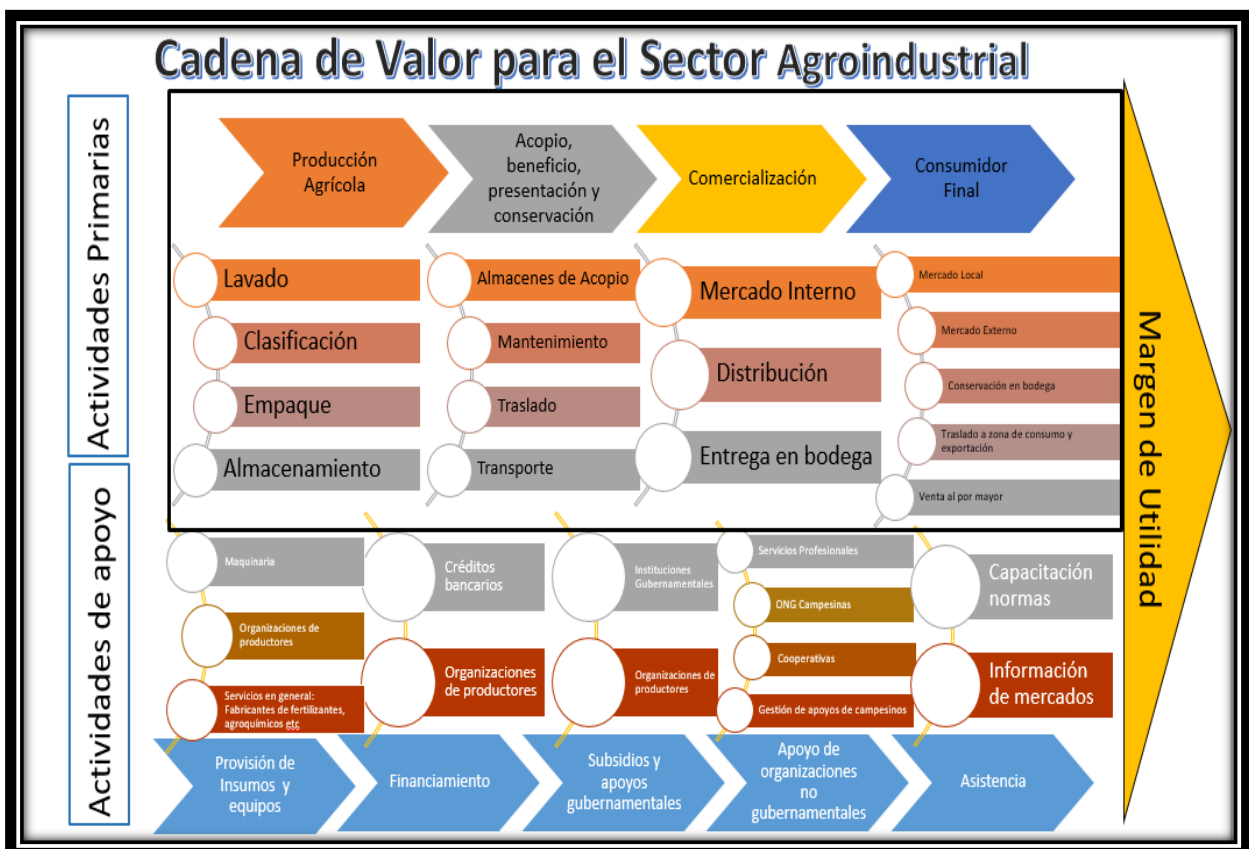 Cadena de Valor para el Sector Agroindustrial
Actividades Primarias
Producción
Agrícola
Acopio,
beneficio,
presentación y
conservación
Comercialización
Consumidor
Final
Lavado
Clasificación
Empaque
Almacenamiento
Almacenes de Acopio
Mantenimiento
Traslado
Transporte
Mercado Interno
Distribución
Entrega en bodega
Mercado Local
Mercado Externo
Conservación en bodega
Traslado a zona de consumo y
exportación
Venta al por mayor
Margen de Utilidad
Actividades de apoyo
Maquinaria
Organizaciones de
productores
Servicios en general:
Fabricantes de fertilizantes,
agroquímicos etc
Créditos
bancarios
Organizaciones
de productores
Instituciones
Gubernamentales
Organizaciones de
productores
Servicios Profesionales
ONG Campesinas
Cooperativas
Gestión de apoyos de campesinos
Capacitación
normas
Información
de mercados
Provisión de
Insumos y
equipos
Financiamiento
Subsidios y
apoyos
gubernamentales
Apoyo de
organizaciones
no
gubernamentales
Asistencia